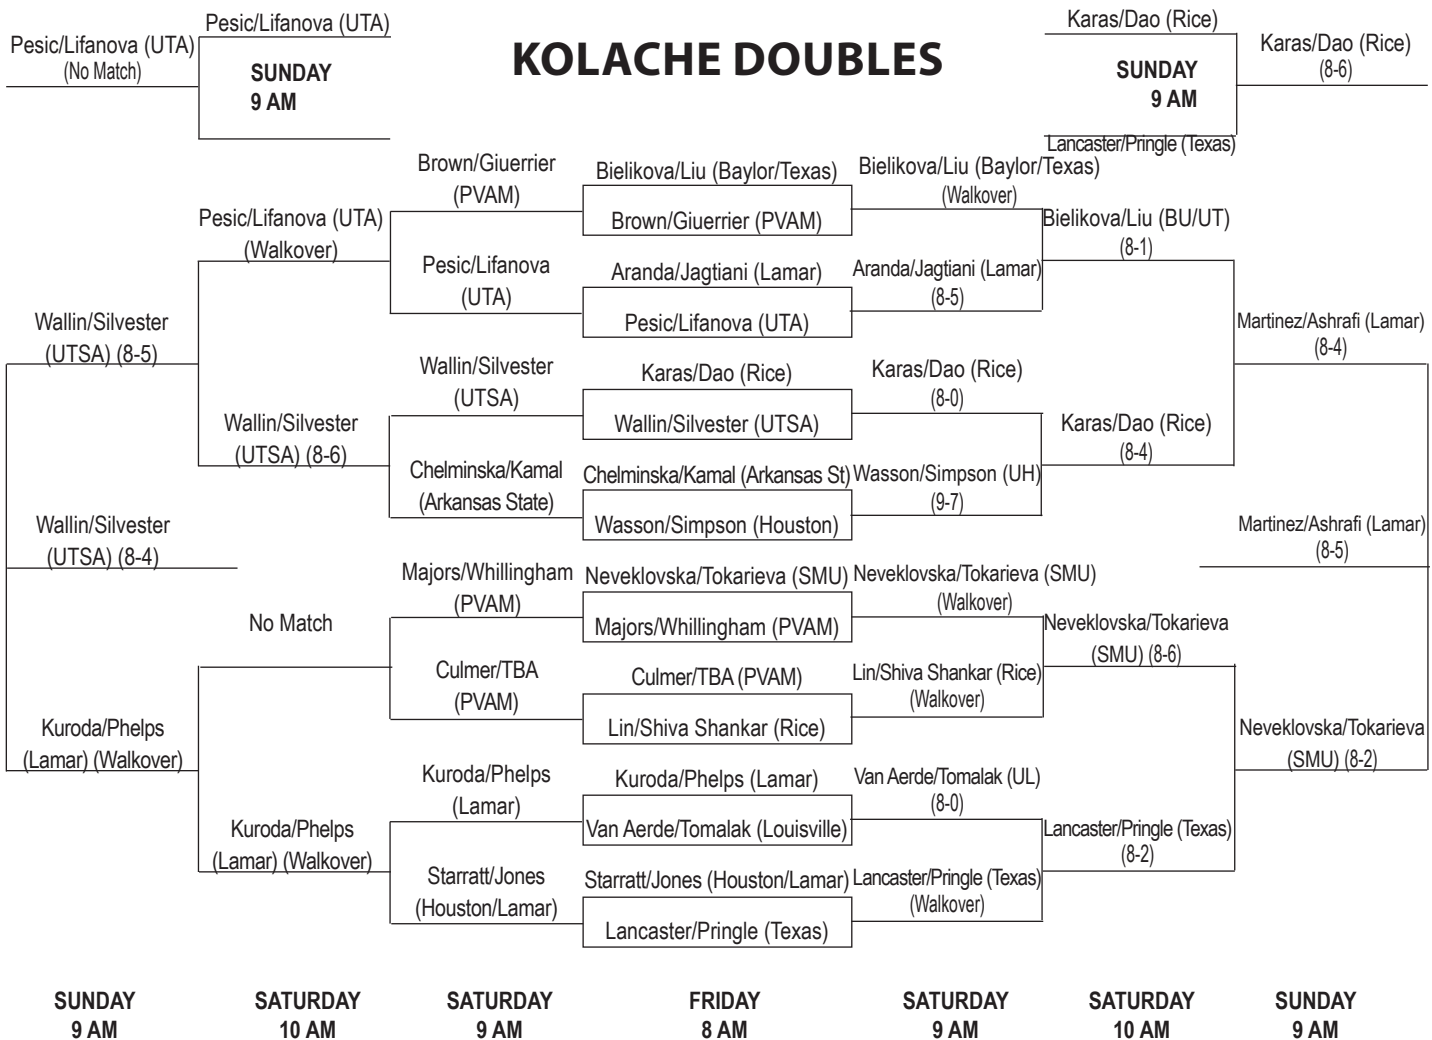 Pesic/Lifanova (UTA)
(No Match)
Pesic/Lifanova (UTA)
SUNDAY
9 AM
KOLACHE DOUBLES
Karas/Dao (Rice)
SUNDAY
9 AM
Lancaster/Pringle (Texas)
Karas/Dao (Rice)
(8-6)
Wallin/Silvester
(UTSA) (8-5)
Wallin/Silvester
(UTSA) (8-4)
Kuroda/Phelps
(Lamar) (Walkover)
Pesic/Lifanova (UTA)
(Walkover)
Wallin/Silvester
(UTSA) (8-6)
No Match
Kuroda/Phelps
(Lamar) (Walkover)
Brown/Giuerrier
(PVAM)
Pesic/Lifanova
(UTA)
Wallin/Silvester
(UTSA)
Chelminska/Kamal
(Arkansas State)
Majors/Whillingham
(PVAM)
Culmer/TBA
(PVAM)
Kuroda/Phelps
(Lamar)
Starratt/Jones
(Houston/Lamar)
Bielikova/Liu (Baylor/Texas)
Brown/Giuerrier (PVAM)
Aranda/Jagtiani (Lamar)
Pesic/Lifanova (UTA)
Karas/Dao (Rice)
Wallin/Silvester (UTSA)
Chelminska/Kamal (Arkansas St)
Wasson/Simpson (Houston)
Neveklovska/Tokarieva (SMU)
Majors/Whillingham (PVAM)
Culmer/TBA (PVAM)
Lin/Shiva Shankar (Rice)
Kuroda/Phelps (Lamar)
Van Aerde/Tomalak (Louisville)
Starratt/Jones (Houston/Lamar)
Lancaster/Pringle (Texas)
Bielikova/Liu (Baylor/Texas)
(Walkover)
Aranda/Jagtiani (Lamar)
(8-5)
Karas/Dao (Rice)
(8-0)
Wasson/Simpson (UH)
(9-7)
Neveklovska/Tokarieva (SMU)
(Walkover)
Lin/Shiva Shankar (Rice)
(Walkover)
Van Aerde/Tomalak (UL)
(8-0)
Lancaster/Pringle (Texas)
(Walkover)
Bielikova/Liu (BU/UT)
(8-1)
Karas/Dao (Rice)
(8-4)
Neveklovska/Tokarieva
(SMU) (8-6)
Lancaster/Pringle (Texas)
(8-2)
Martinez/Ashrafi (Lamar)
(8-4)
Martinez/Ashrafi (Lamar)
(8-5)
Neveklovska/Tokarieva
(SMU) (8-2)
SUNDAY
9 AM
SATURDAY
10 AM
SATURDAY
9 AM
FRIDAY
8 AM
SATURDAY
9 AM
SATURDAY
10 AM
SUNDAY
9 AM